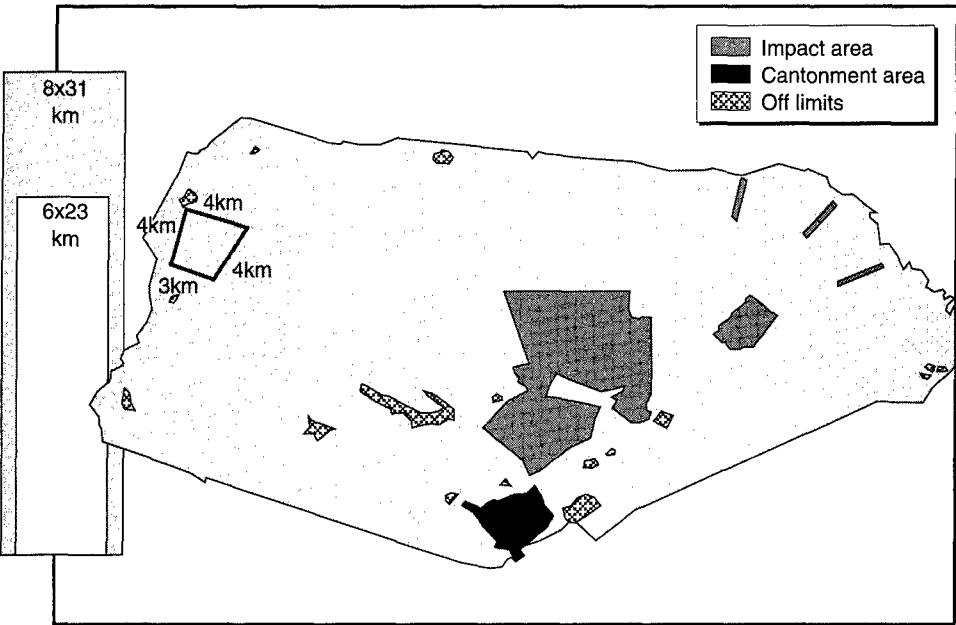 Impact area
Cantonment area
Off limits
8x31
km
6x23
km
4km
4km
4km
3km